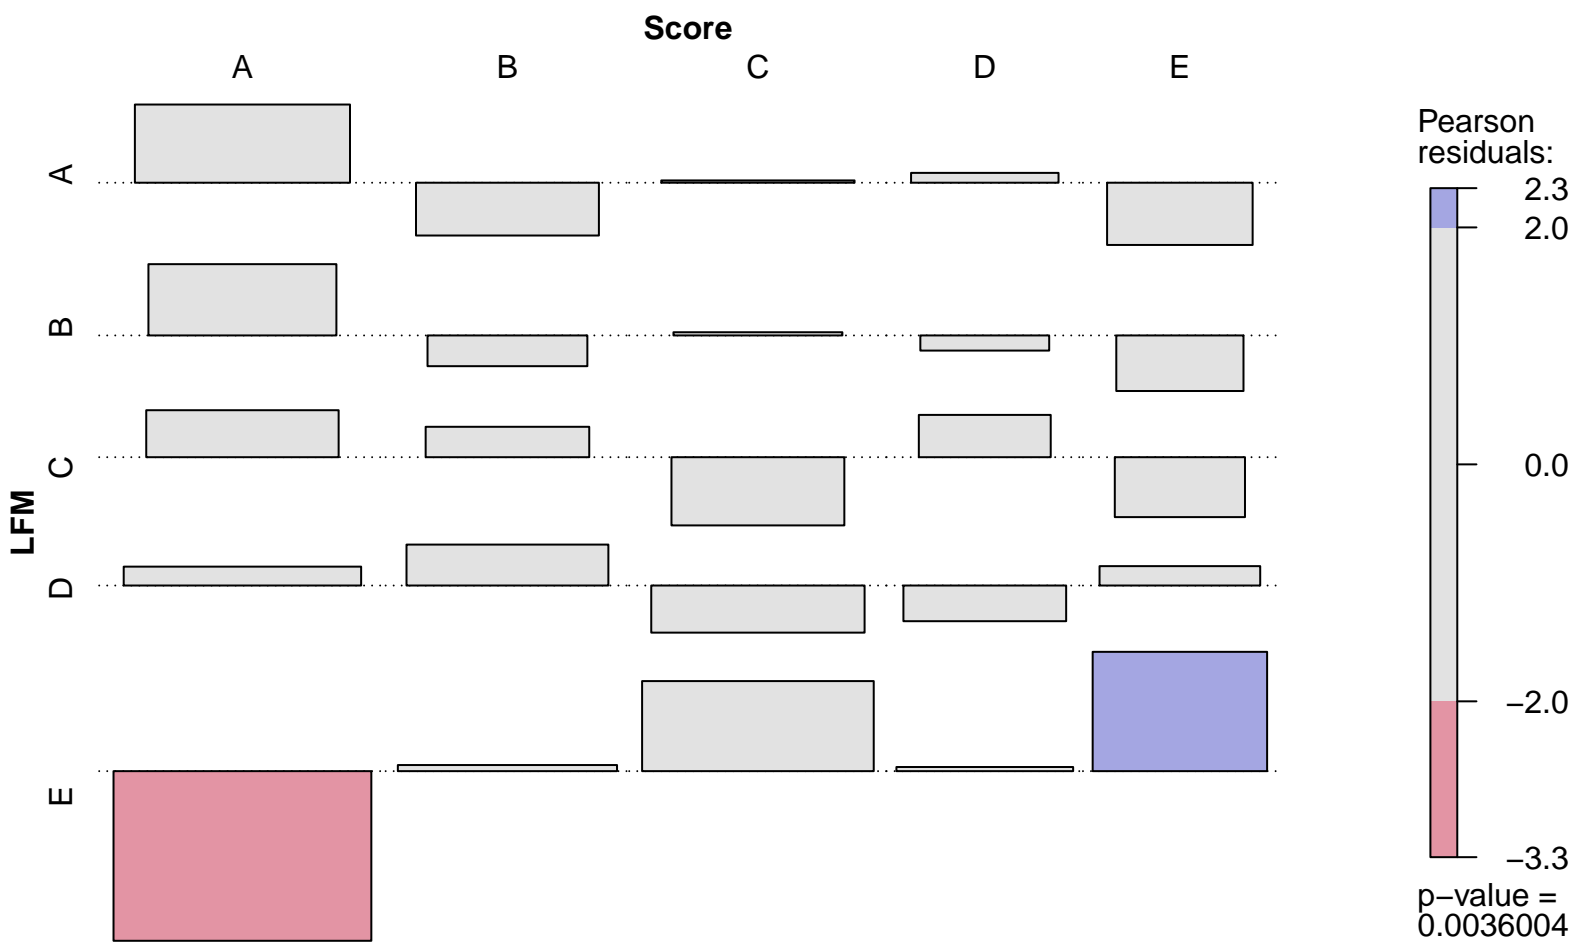 Score
A
B
C
D
E
LFM
A
B
C
D
E
Pearson
residuals:
2.3
2.0
0.0
−2.0
−3.3
p−value =
0.0036004